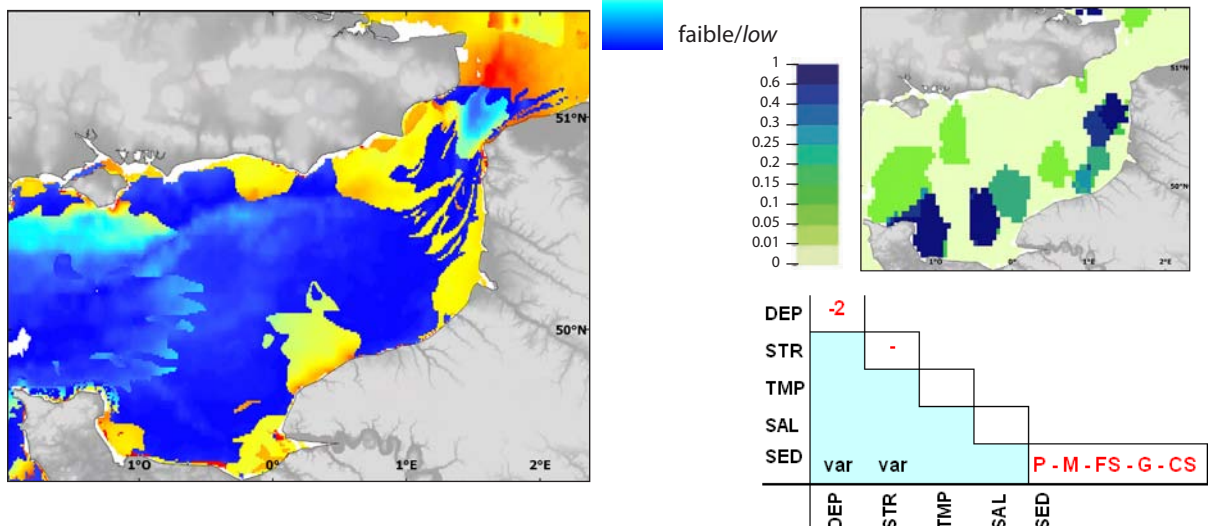 faible/low
51°N
50°N
1°O
0°
1°E
2°E
1
0.6
0.4
0.3
0.25
0.2
0.15
0.1
0.05
0.01
0
51°N
50°N
1°O
0°
1°E
2°E
DEP -2
STR -
TMP
SAL
SED var var P - M - FS - G - CS
DEP STR TMP SAL SED